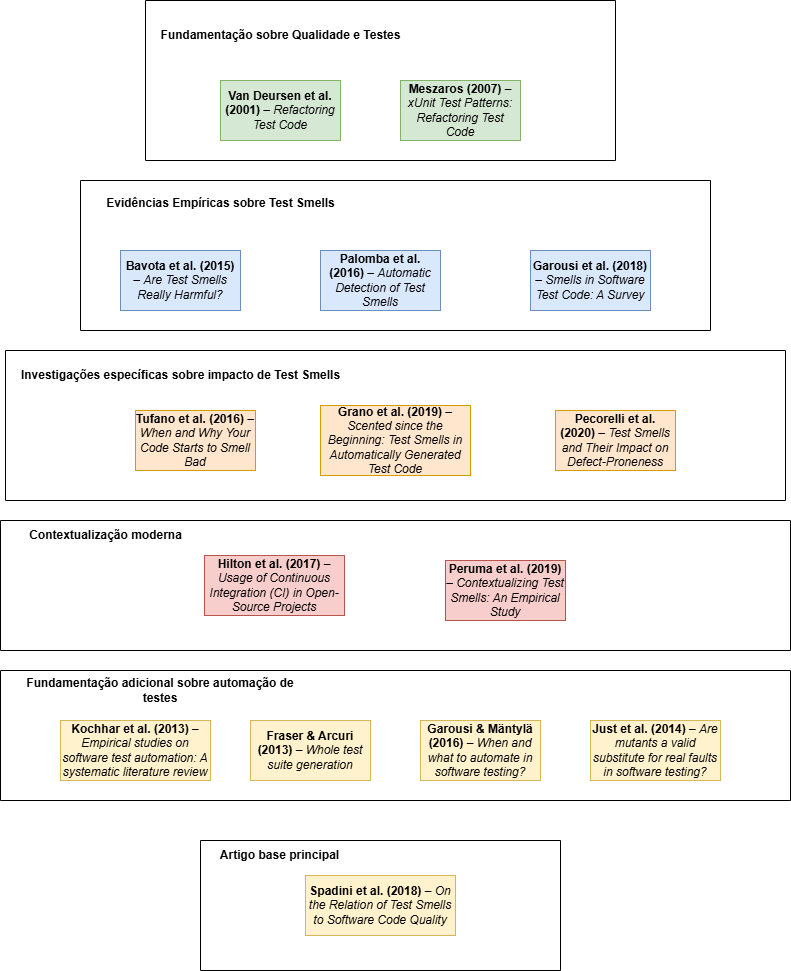 Fundamentação sobre Qualidade e Testes
Van Deursen et al.
(2001) – Refactoring
Test Code
Meszaros (2007) –
xUnit Test Patterns:
Refactoring Test
Code
Evidências Empíricas sobre Test Smells
Bavota et al. (2015)
– Are Test Smells
Really Harmful?
Palomba et al.
(2016) – Automatic
Detection of Test
Smells
Garousi et al. (2018)
– Smells in Software
Test Code: A Survey
Investigações específicas sobre impacto de Test Smells
Tufano et al. (2016) –
When and Why Your
Code Starts to Smell
Bad
Grano et al. (2019) –
Scented since the
Beginning: Test Smells in
Automatically Generated
Test Code
Pecorelli et al.
(2020) – Test Smells
and Their Impact on
Defect-Proneness
Contextualização moderna
Hilton et al. (2017) –
Usage of Continuous
Integration (CI) in Open-
Source Projects
Peruma et al. (2019)
– Contextualizing Test
Smells: An Empirical
Study
Fundamentação adicional sobre automação de
testes
Kochhar et al. (2013) –
Empirical studies on
software test automation: A
systematic literature review
Fraser & Arcuri
(2013) – Whole test
suite generation
Garousi & Mäntylä
(2016) – When and
what to automate in
software testing?
Just et al. (2014) – Are
mutants a valid
substitute for real faults
in software testing?
Artigo base principal
Spadini et al. (2018) – On
the Relation of Test Smells
to Software Code Quality